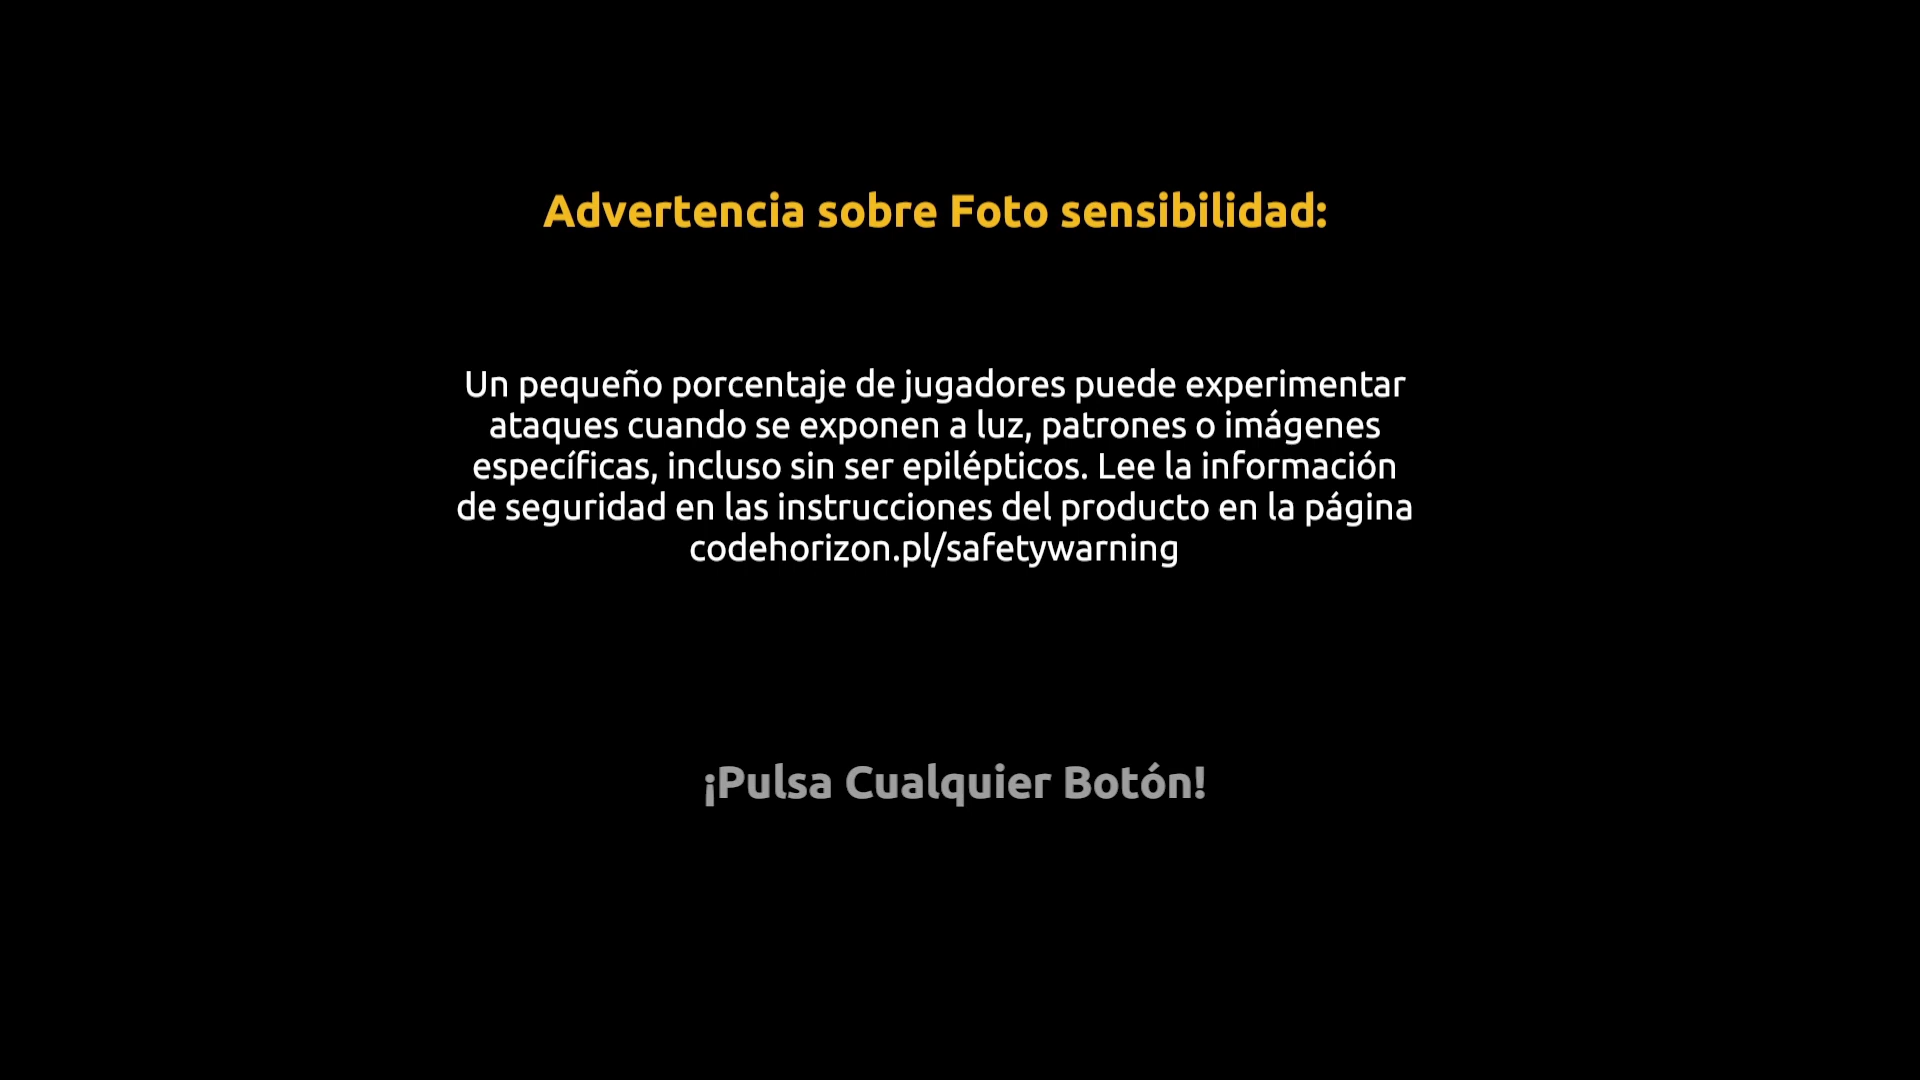 Advertencia sobre Foto sensibilidad:
Un pequeño porcentaje de jugadores puede experimentar
ataques cuando se exponen a luz, patrones o imágenes
específicas, incluso sin ser epilépticos. Lee la información
de seguridad en las instrucciones del producto en la página
codehorizon.pl/safetywarning
¡Pulsa Cualquier Botón!